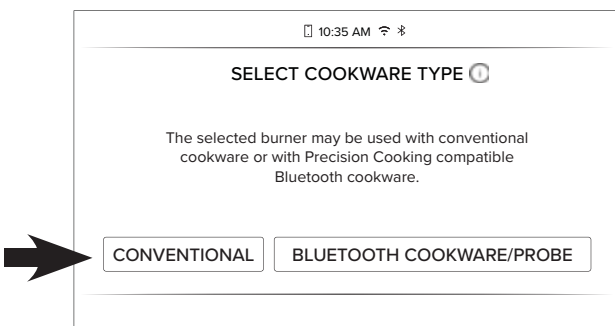 10:35 AM
SELECT COOKWARE TYPE i
The selected burner may be used with conventional
cookware or with Precision Cooking compatible
Bluetooth cookware.
CONVENTIONAL BLUETOOTH COOKWARE/PROBE